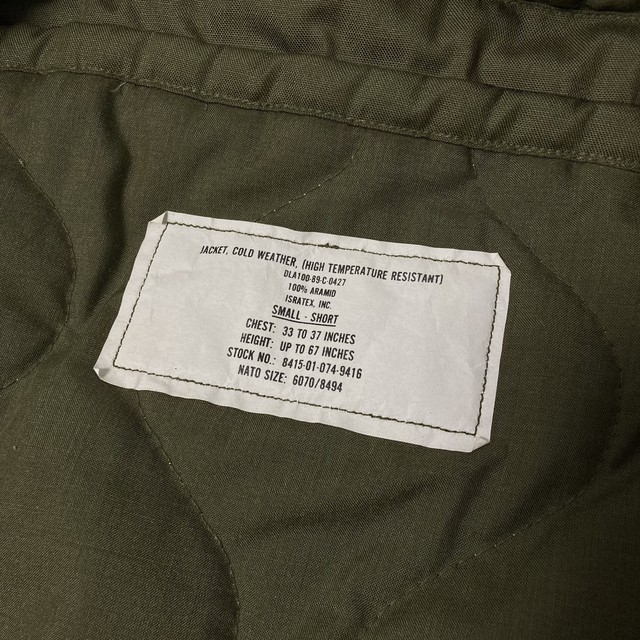 JACKET, COLD WEATHER, (HIGH TEMPERATURE RESISTANT)
DLA100-89-C-0427
100% ARAMID
ISRATEX, INC.
SMALL - SHORT
CHEST: 33 TO 37 INCHES
HEIGHT: UP TO 67 INCHES
STOCK NO.: 8415-01-074-9416
NATO SIZE: 6070/8494